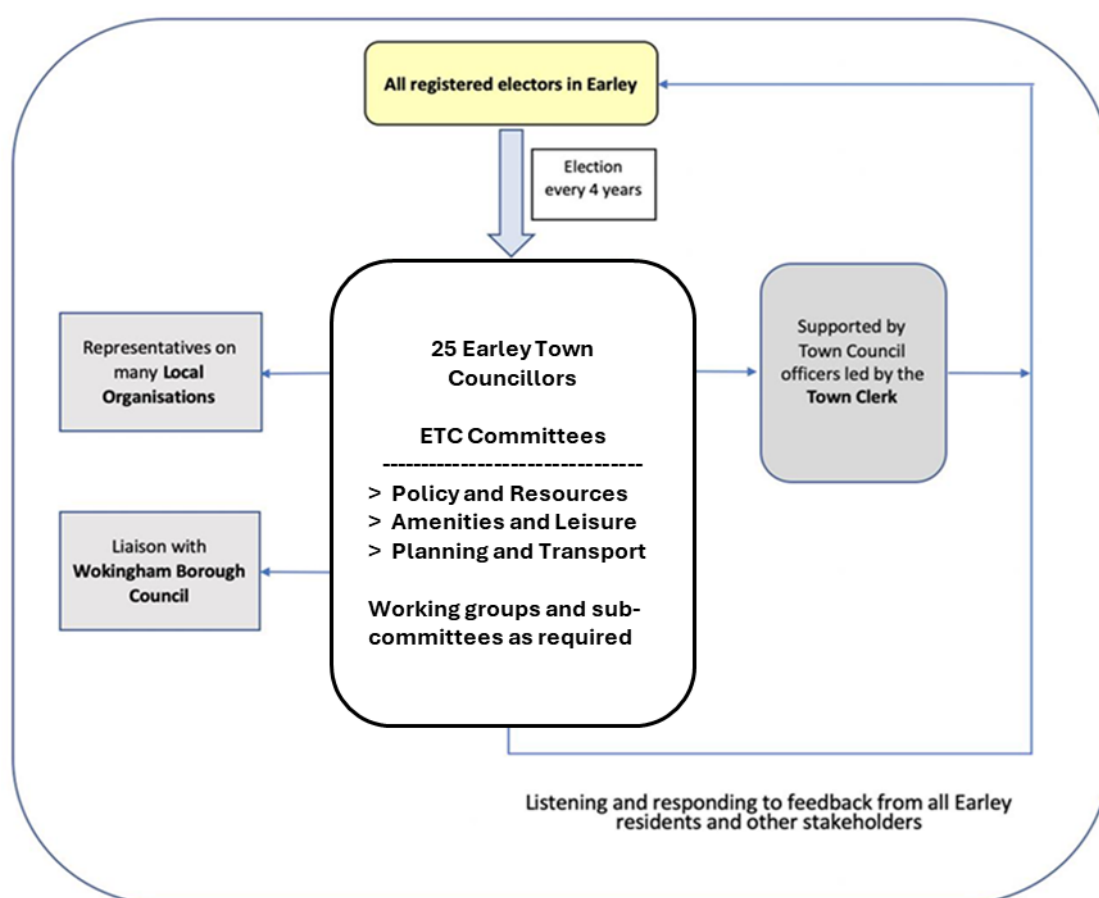 All registered electors in Earley
Election
every 4 years
25 Earley Town
Councillors
ETC Committees
---------------------------------
> Policy and Resources
> Amenities and Leisure
> Planning and Transport
Working groups and sub-
committees as required
Representatives on
many Local
Organisations
Liaison with
Wokingham Borough
Council
Supported by
Town Council
officers led by the
Town Clerk
Listening and responding to feedback from all Earley
residents and other stakeholders